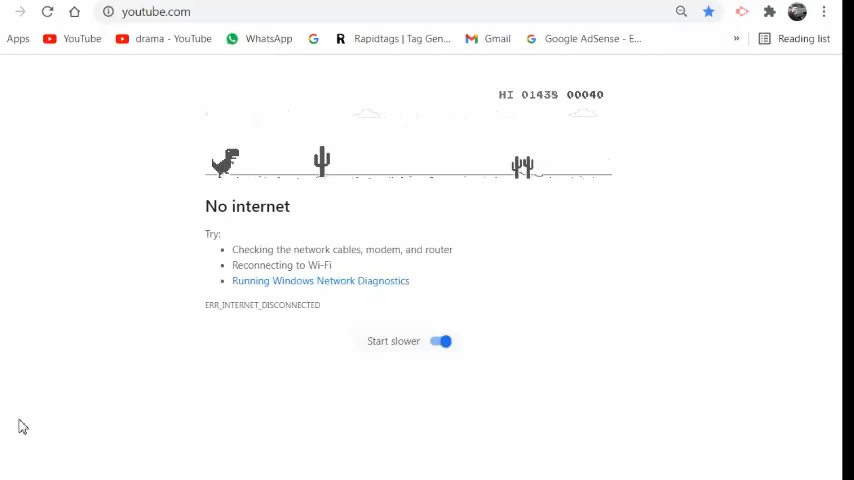 youtube.com
Apps YouTube drama - YouTube WhatsApp Rapidtags | Tag Gen... Gmail Google AdSense - E... » Reading list
HI 01438 00040
No internet
Try:
• Checking the network cables, modem, and router
• Reconnecting to Wi-Fi
• Running Windows Network Diagnostics
ERR_INTERNET_DISCONNECTED
Start slower